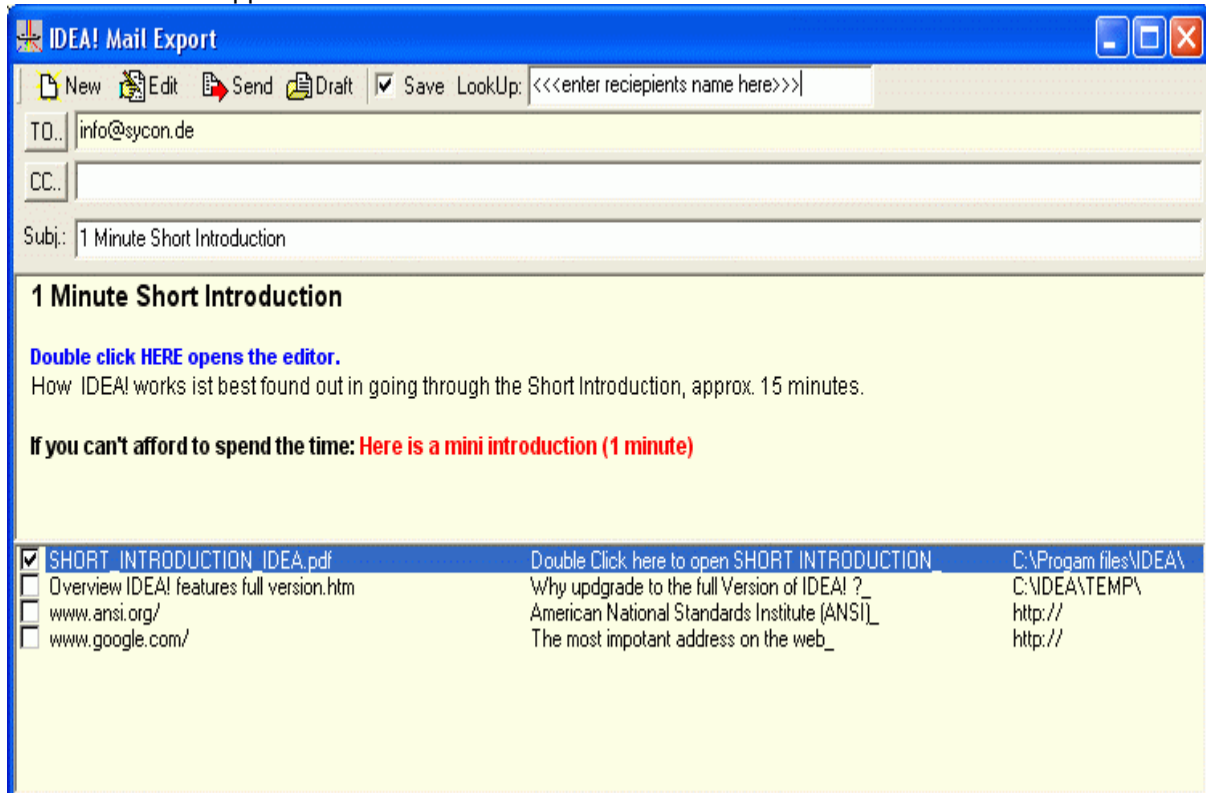 IDEA! Mail Export
New Edit Send Draft Save LookUp: <<<enter reciepients name here>>>
TO.. info@sycon.de
CC..
Subj.: 1 Minute Short Introduction
1 Minute Short Introduction
Double click HERE opens the editor.
How IDEA! works ist best found out in going through the Short Introduction, approx. 15 minutes.
If you can't afford to spend the time: Here is a mini introduction (1 minute)
SHORT_INTRODUCTION_IDEA.pdf Double Click here to open SHORT INTRODUCTION_ C:\Progam files\IDEA\
Overview IDEA! features full version.htm Why updgrade to the full Version of IDEA! ?_ C:\IDEA\TEMP\
www.ansi.org/ American National Standards Institute (ANSI)_ http://
www.google.com/ The most impotant address on the web_ http://